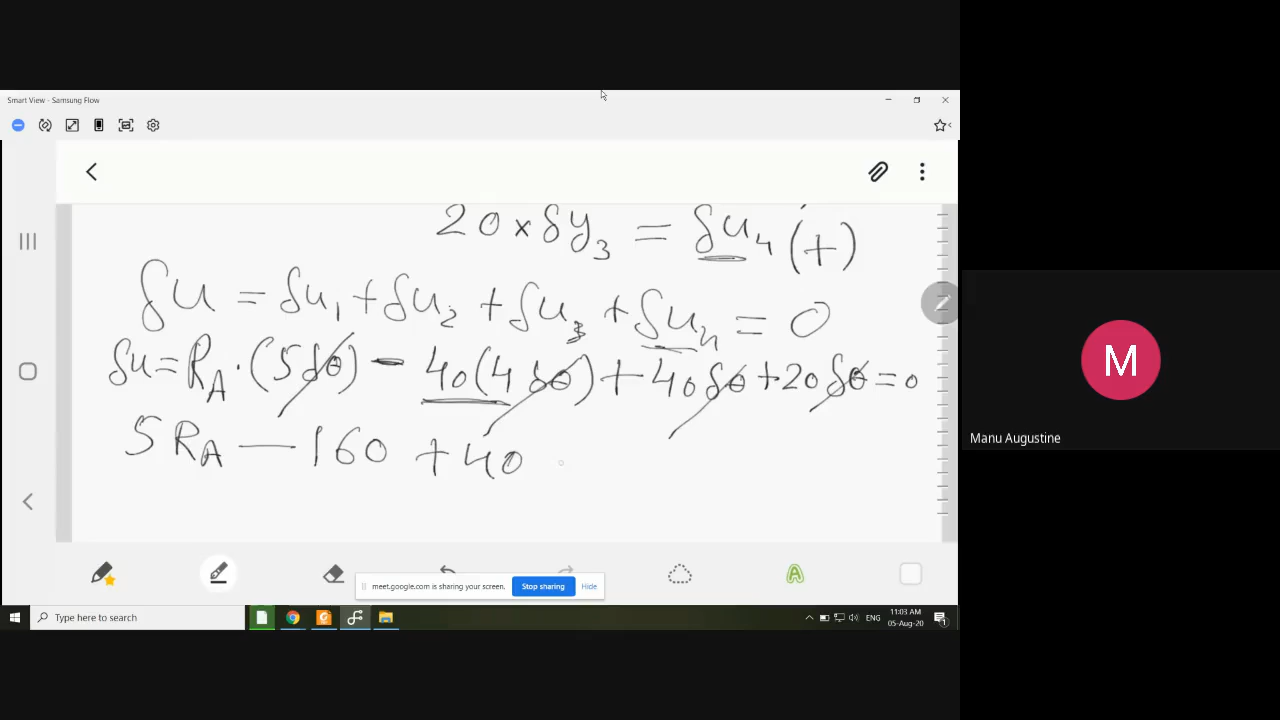 Smart View - Samsung Flow
20 × δy₃ = δu₄ (+)
δu = δu₁ + δu₂ + δu₃ + δu₄ = 0
δu = R_A · (5δθ) - 40(4δθ) + 40δθ + 20δθ = 0
5R_A - 160 + 40
Manu Augustine
M
meet.google.com is sharing your screen.
Stop sharing
Hide
Type here to search
ENG
11:03 AM
05-Aug-20